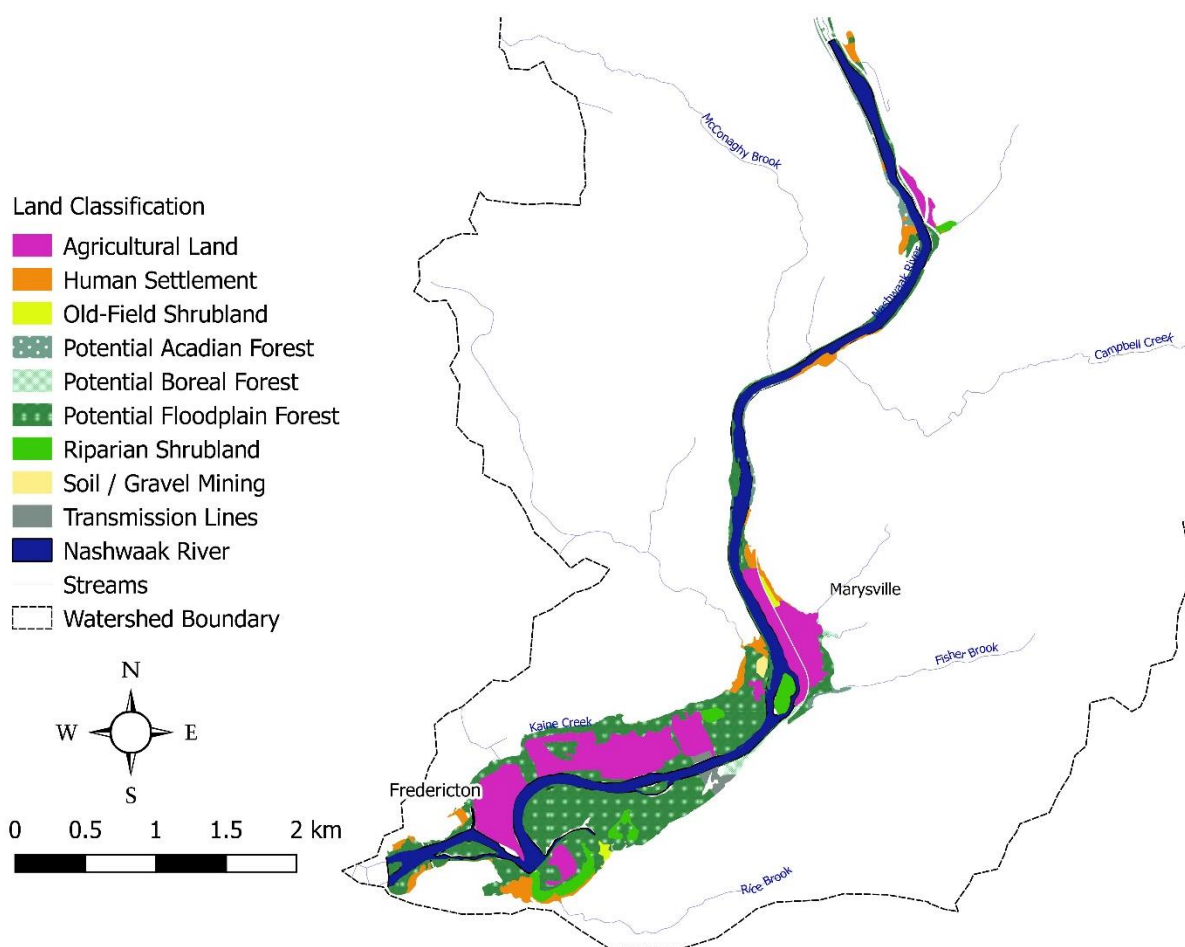 McConaghy Brook
Land Classification
Agricultural Land
Human Settlement
Old-Field Shrubland
Potential Acadian Forest
Potential Boreal Forest
Potential Floodplain Forest
Riparian Shrubland
Soil / Gravel Mining
Transmission Lines
Nashwaak River
Streams
Watershed Boundary
Nashwaak River
Campbell Creek
Marysville
Fisher Brook
Kaine Creek
Fredericton
Rice Brook
N
W
E
S
0 0.5 1 1.5 2 km